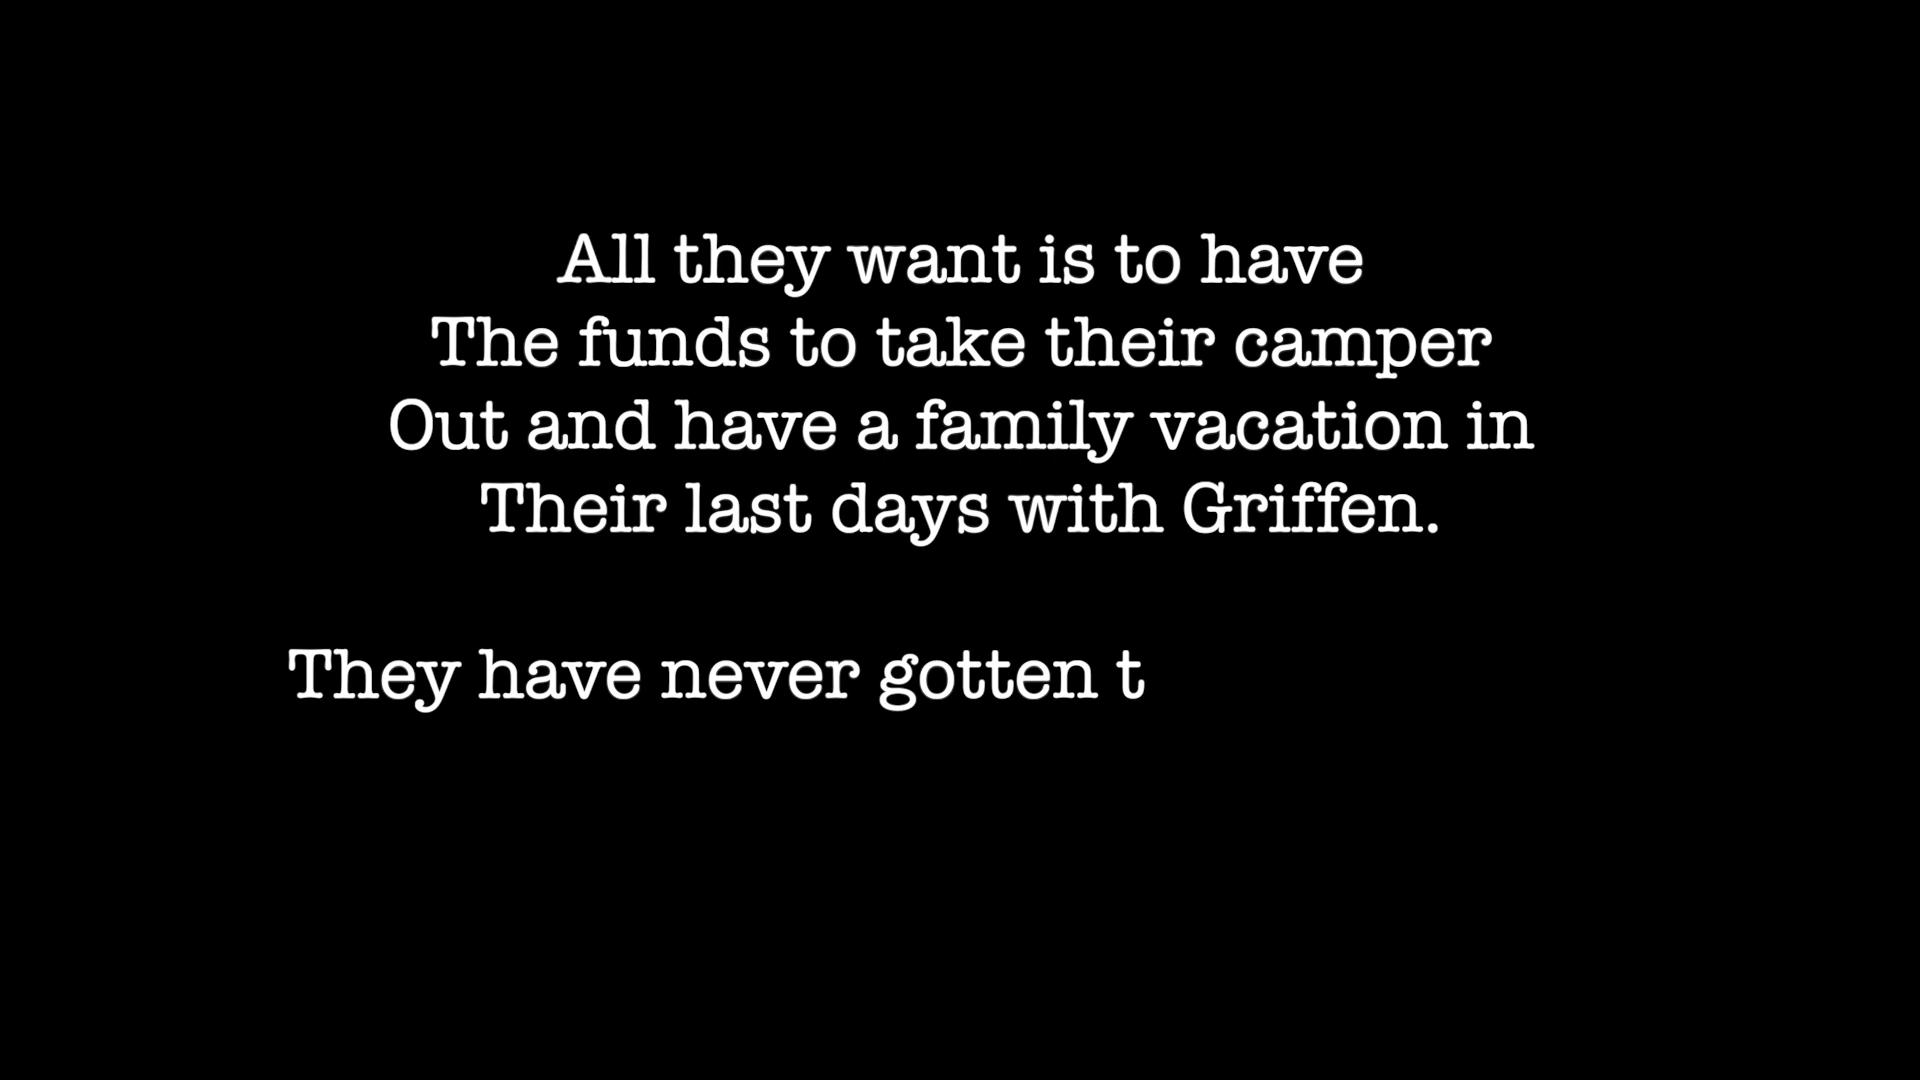 All they want is to have
The funds to take their camper
Out and have a family vacation in
Their last days with Griffen.
They have never gotten t